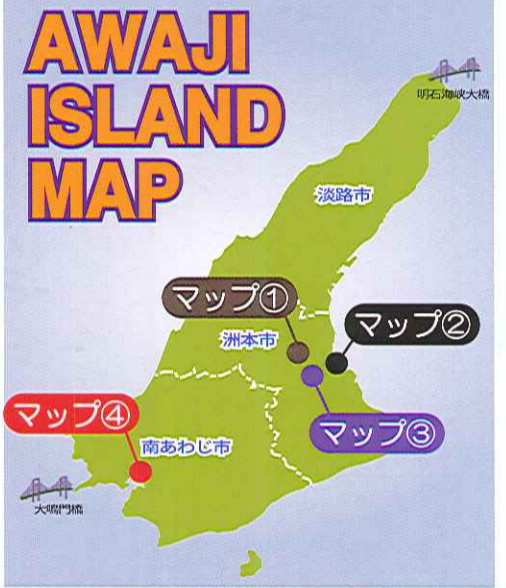 AWAJI
ISLAND
MAP
明石海峡大橋
淡路市
マップ①
マップ②
洲本市
マップ③
マップ④
南あわじ市
大鳴門橋